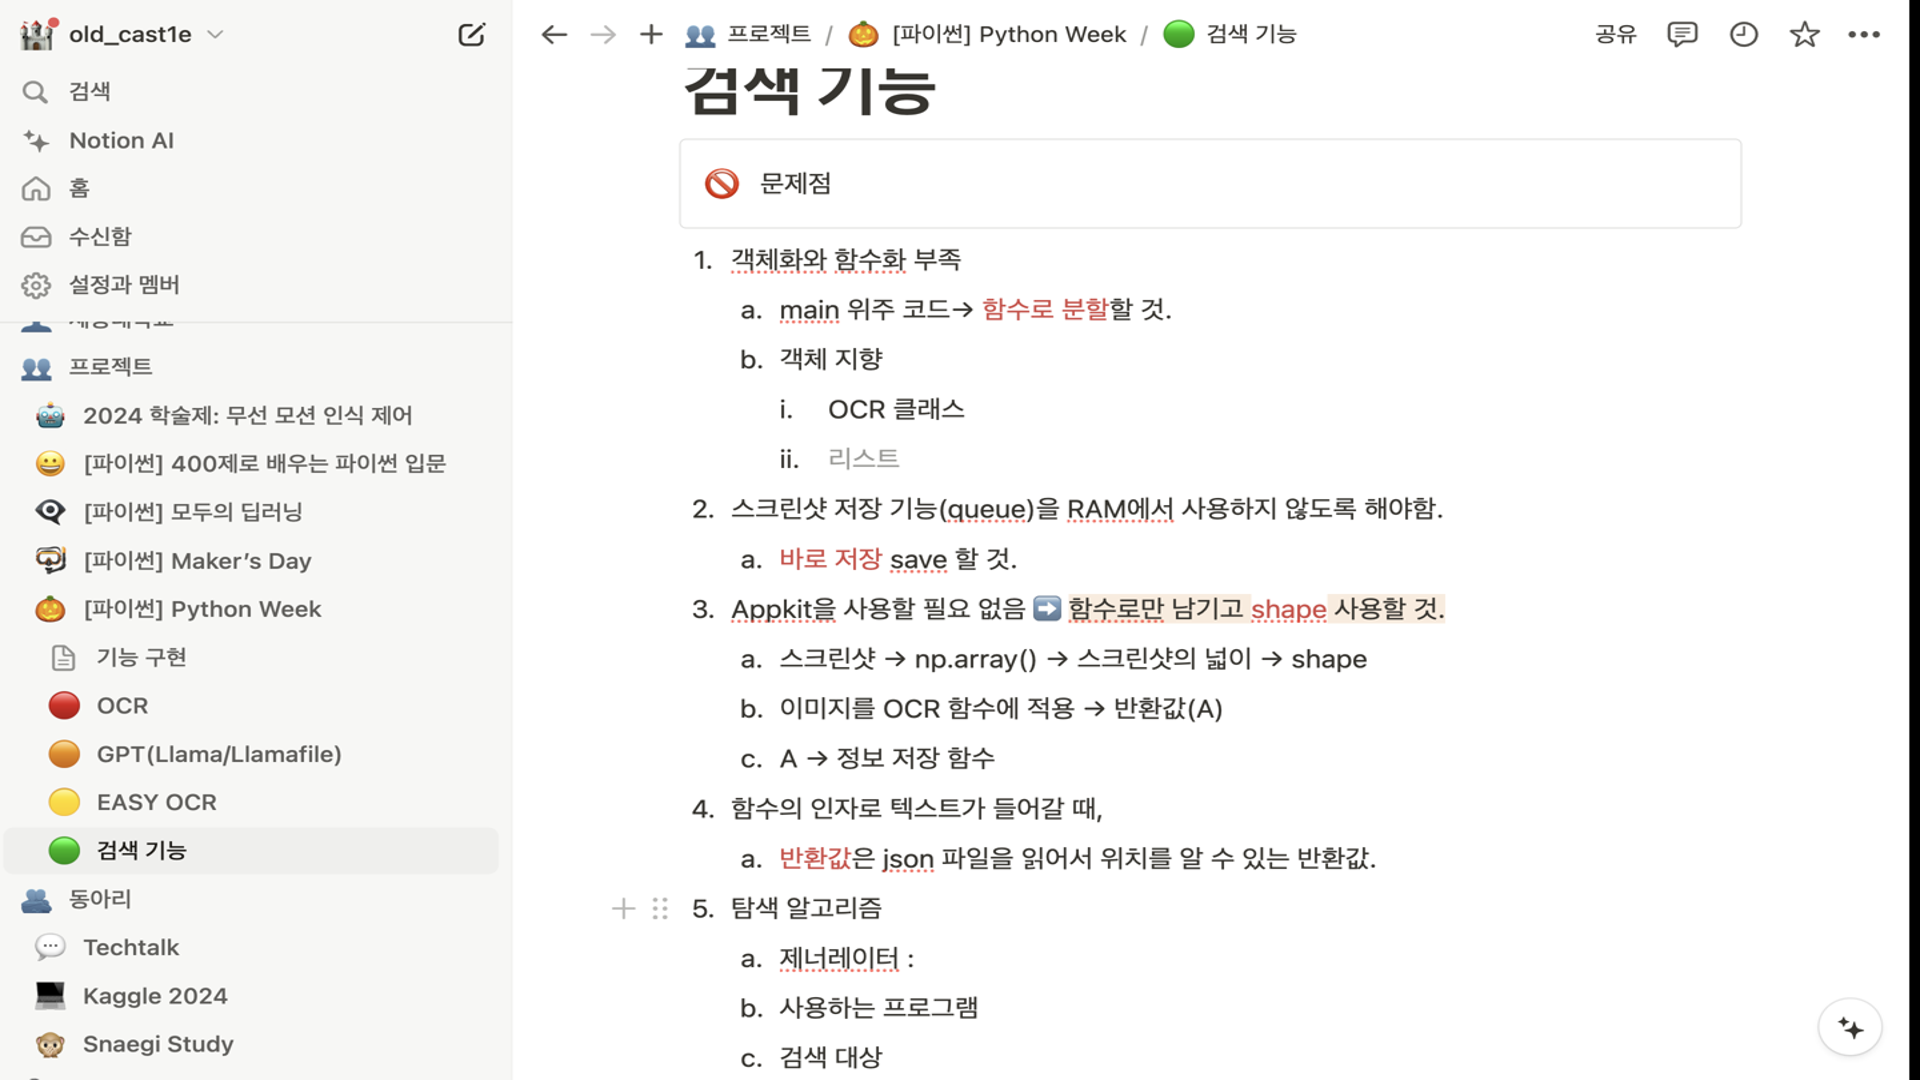 old_cast1e
검색
Notion AI
홈
수신함
설정과 멤버
프로젝트
2024 학술제: 무선 모션 인식 제어
[파이썬] 400제로 배우는 파이썬 입문
[파이썬] 모두의 딥러닝
[파이썬] Maker’s Day
[파이썬] Python Week
기능 구현
OCR
GPT(Llama/Llamafile)
EASY OCR
검색 기능
동아리
Techtalk
Kaggle 2024
Snaegi Study
프로젝트 / [파이썬] Python Week / 검색 기능
공유
검색 기능
문제점
1. 객체화와 함수화 부족
a. main 위주 코드→ 함수로 분할할 것.
b. 객체 지향
i. OCR 클래스
ii. 리스트
2. 스크린샷 저장 기능(queue)을 RAM에서 사용하지 않도록 해야함.
a. 바로 저장 save 할 것.
3. Appkit을 사용할 필요 없음 ➡️ 함수로만 남기고 shape 사용할 것.
a. 스크린샷 → np.array() → 스크린샷의 넓이 → shape
b. 이미지를 OCR 함수에 적용 → 반환값(A)
c. A → 정보 저장 함수
4. 함수의 인자로 텍스트가 들어갈 때,
a. 반환값은 json 파일을 읽어서 위치를 알 수 있는 반환값.
5. 탐색 알고리즘
a. 제너레이터 :
b. 사용하는 프로그램
c. 검색 대상